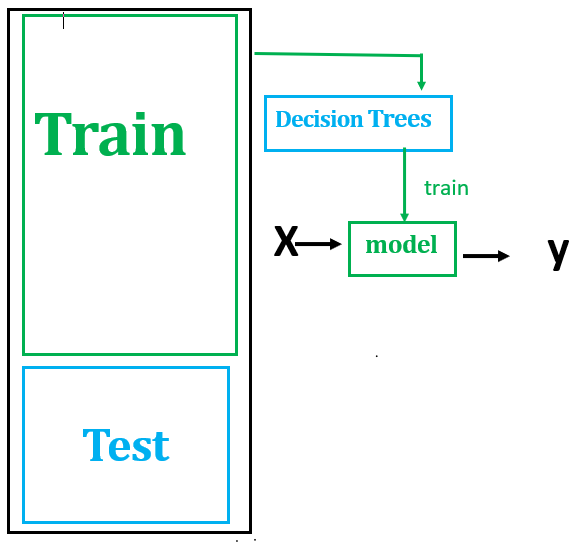 Train
Decision Trees
train
X
model
y
Test